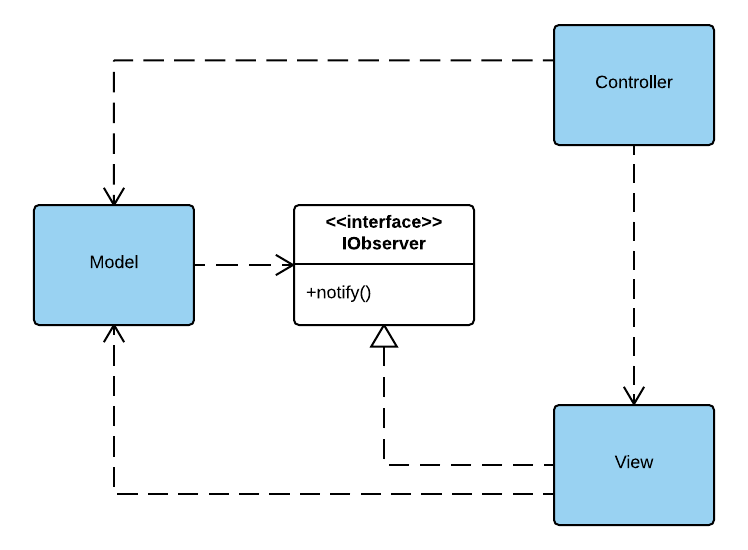 Controller
<<interface>>
IObserver
Model
+notify()
View